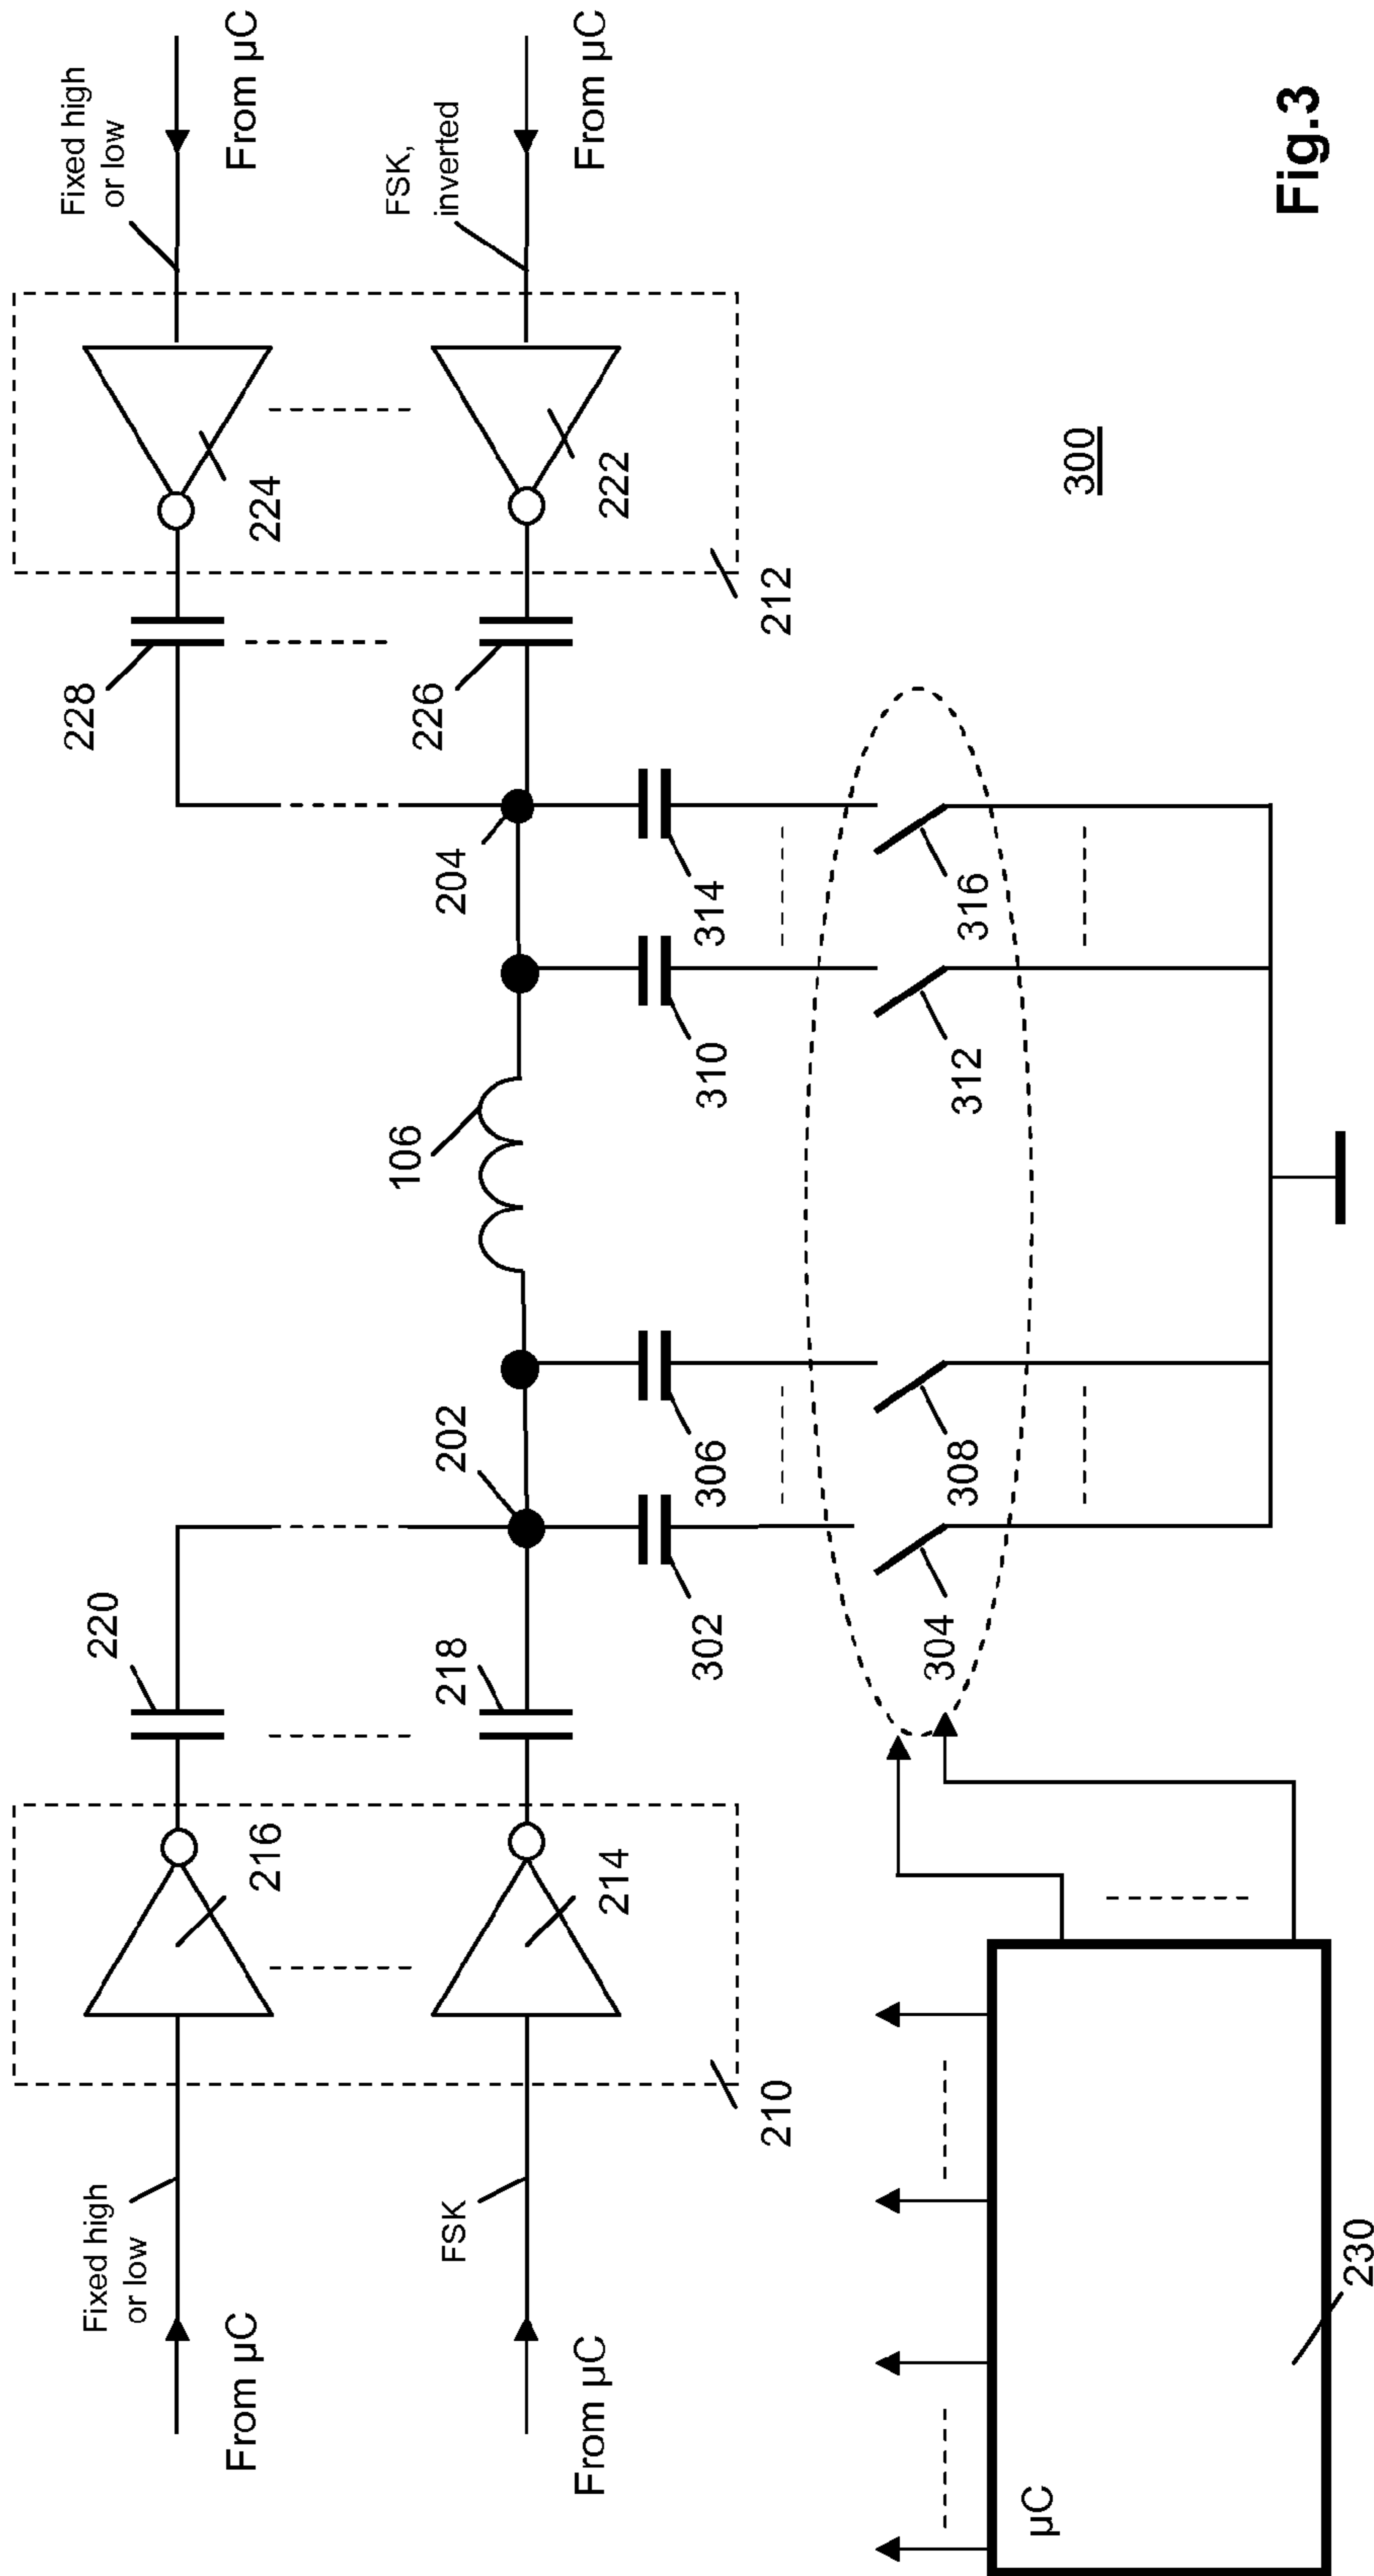 Fixed high
or low
From µC
216
220
FSK
From µC
214
218
210
202
106
204
228
226
224
222
212
Fixed high
or low
From µC
FSK,
inverted
From µC
302
306
310
314
304
308
312
316
µC
230
300
Fig.3